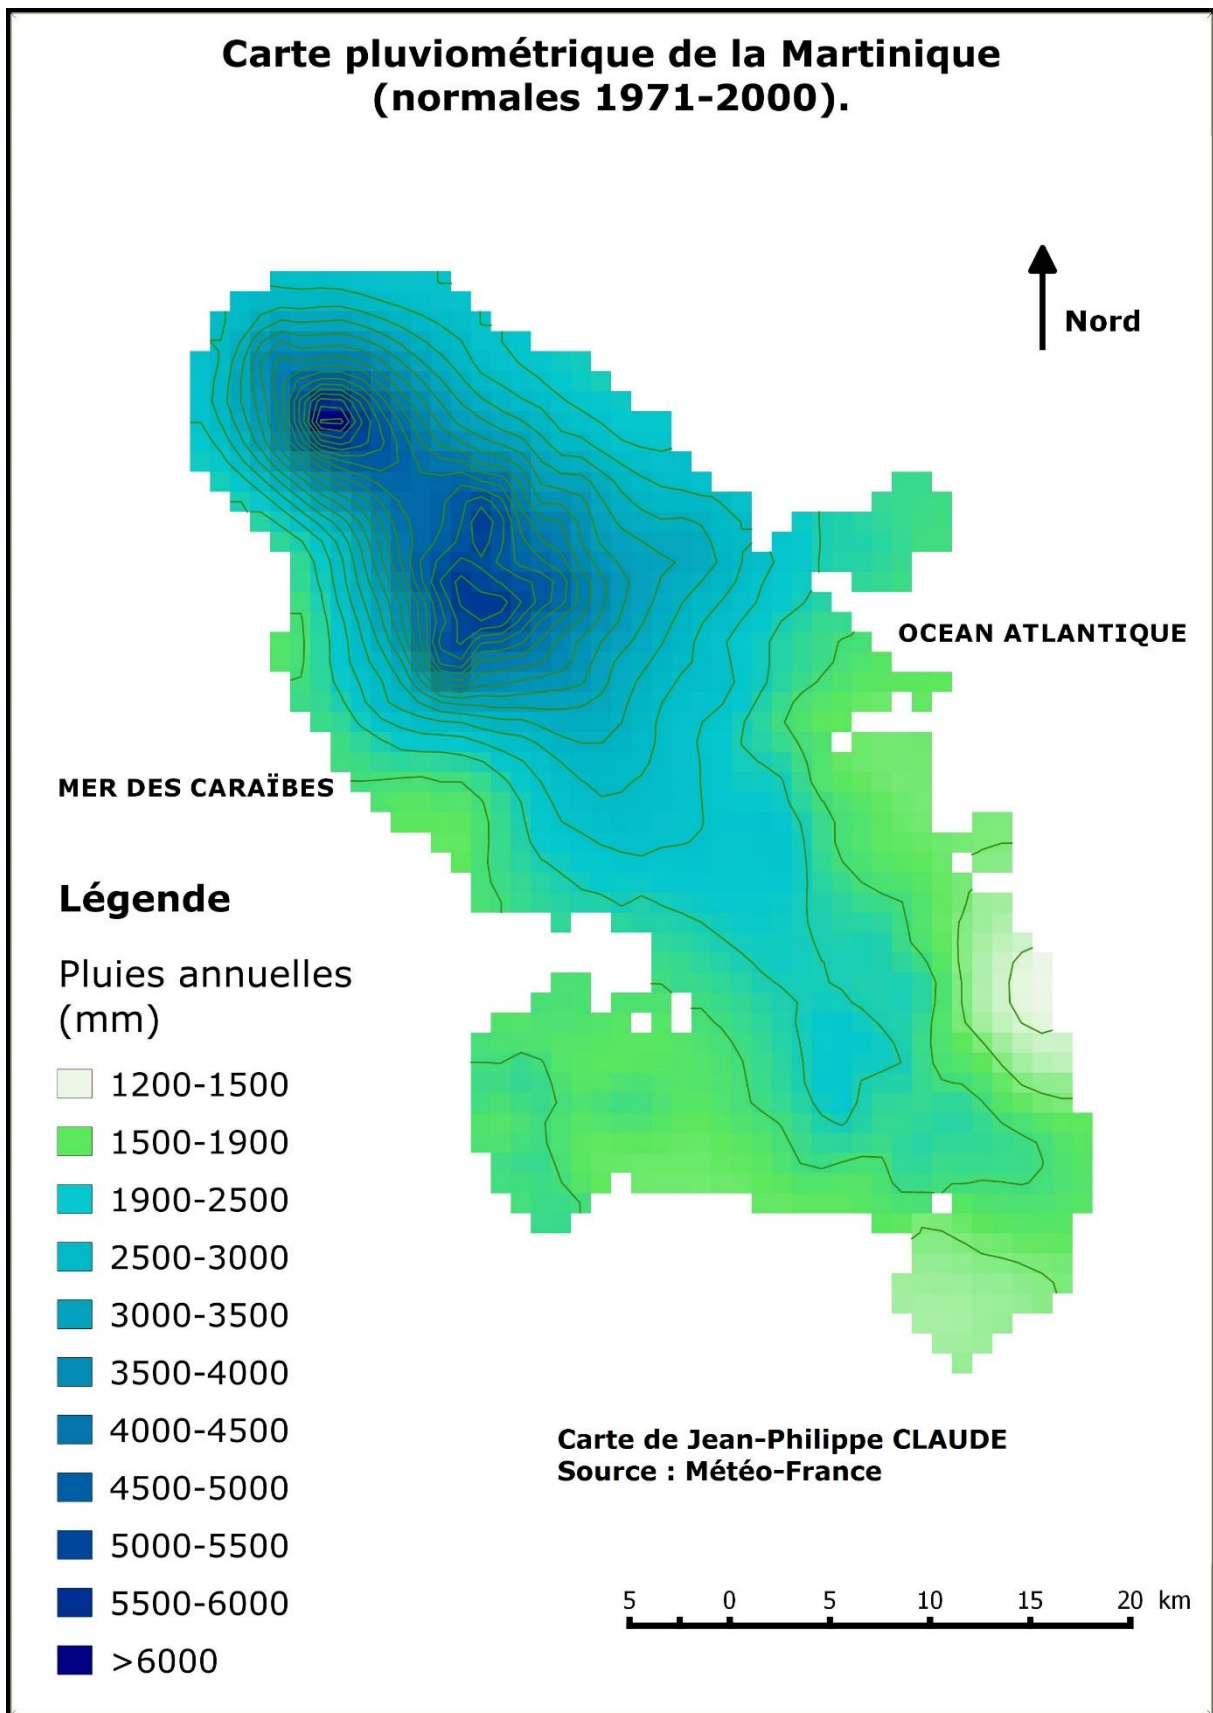 Carte pluviométrique de la Martinique
(normales 1971-2000).
Nord
OCEAN ATLANTIQUE
MER DES CARAÏBES
Légende
Pluies annuelles
(mm)
1200-1500
1500-1900
1900-2500
2500-3000
3000-3500
3500-4000
4000-4500
4500-5000
5000-5500
5500-6000
>6000
Carte de Jean-Philippe CLAUDE
Source : Météo-France
5 0 5 10 15 20 km